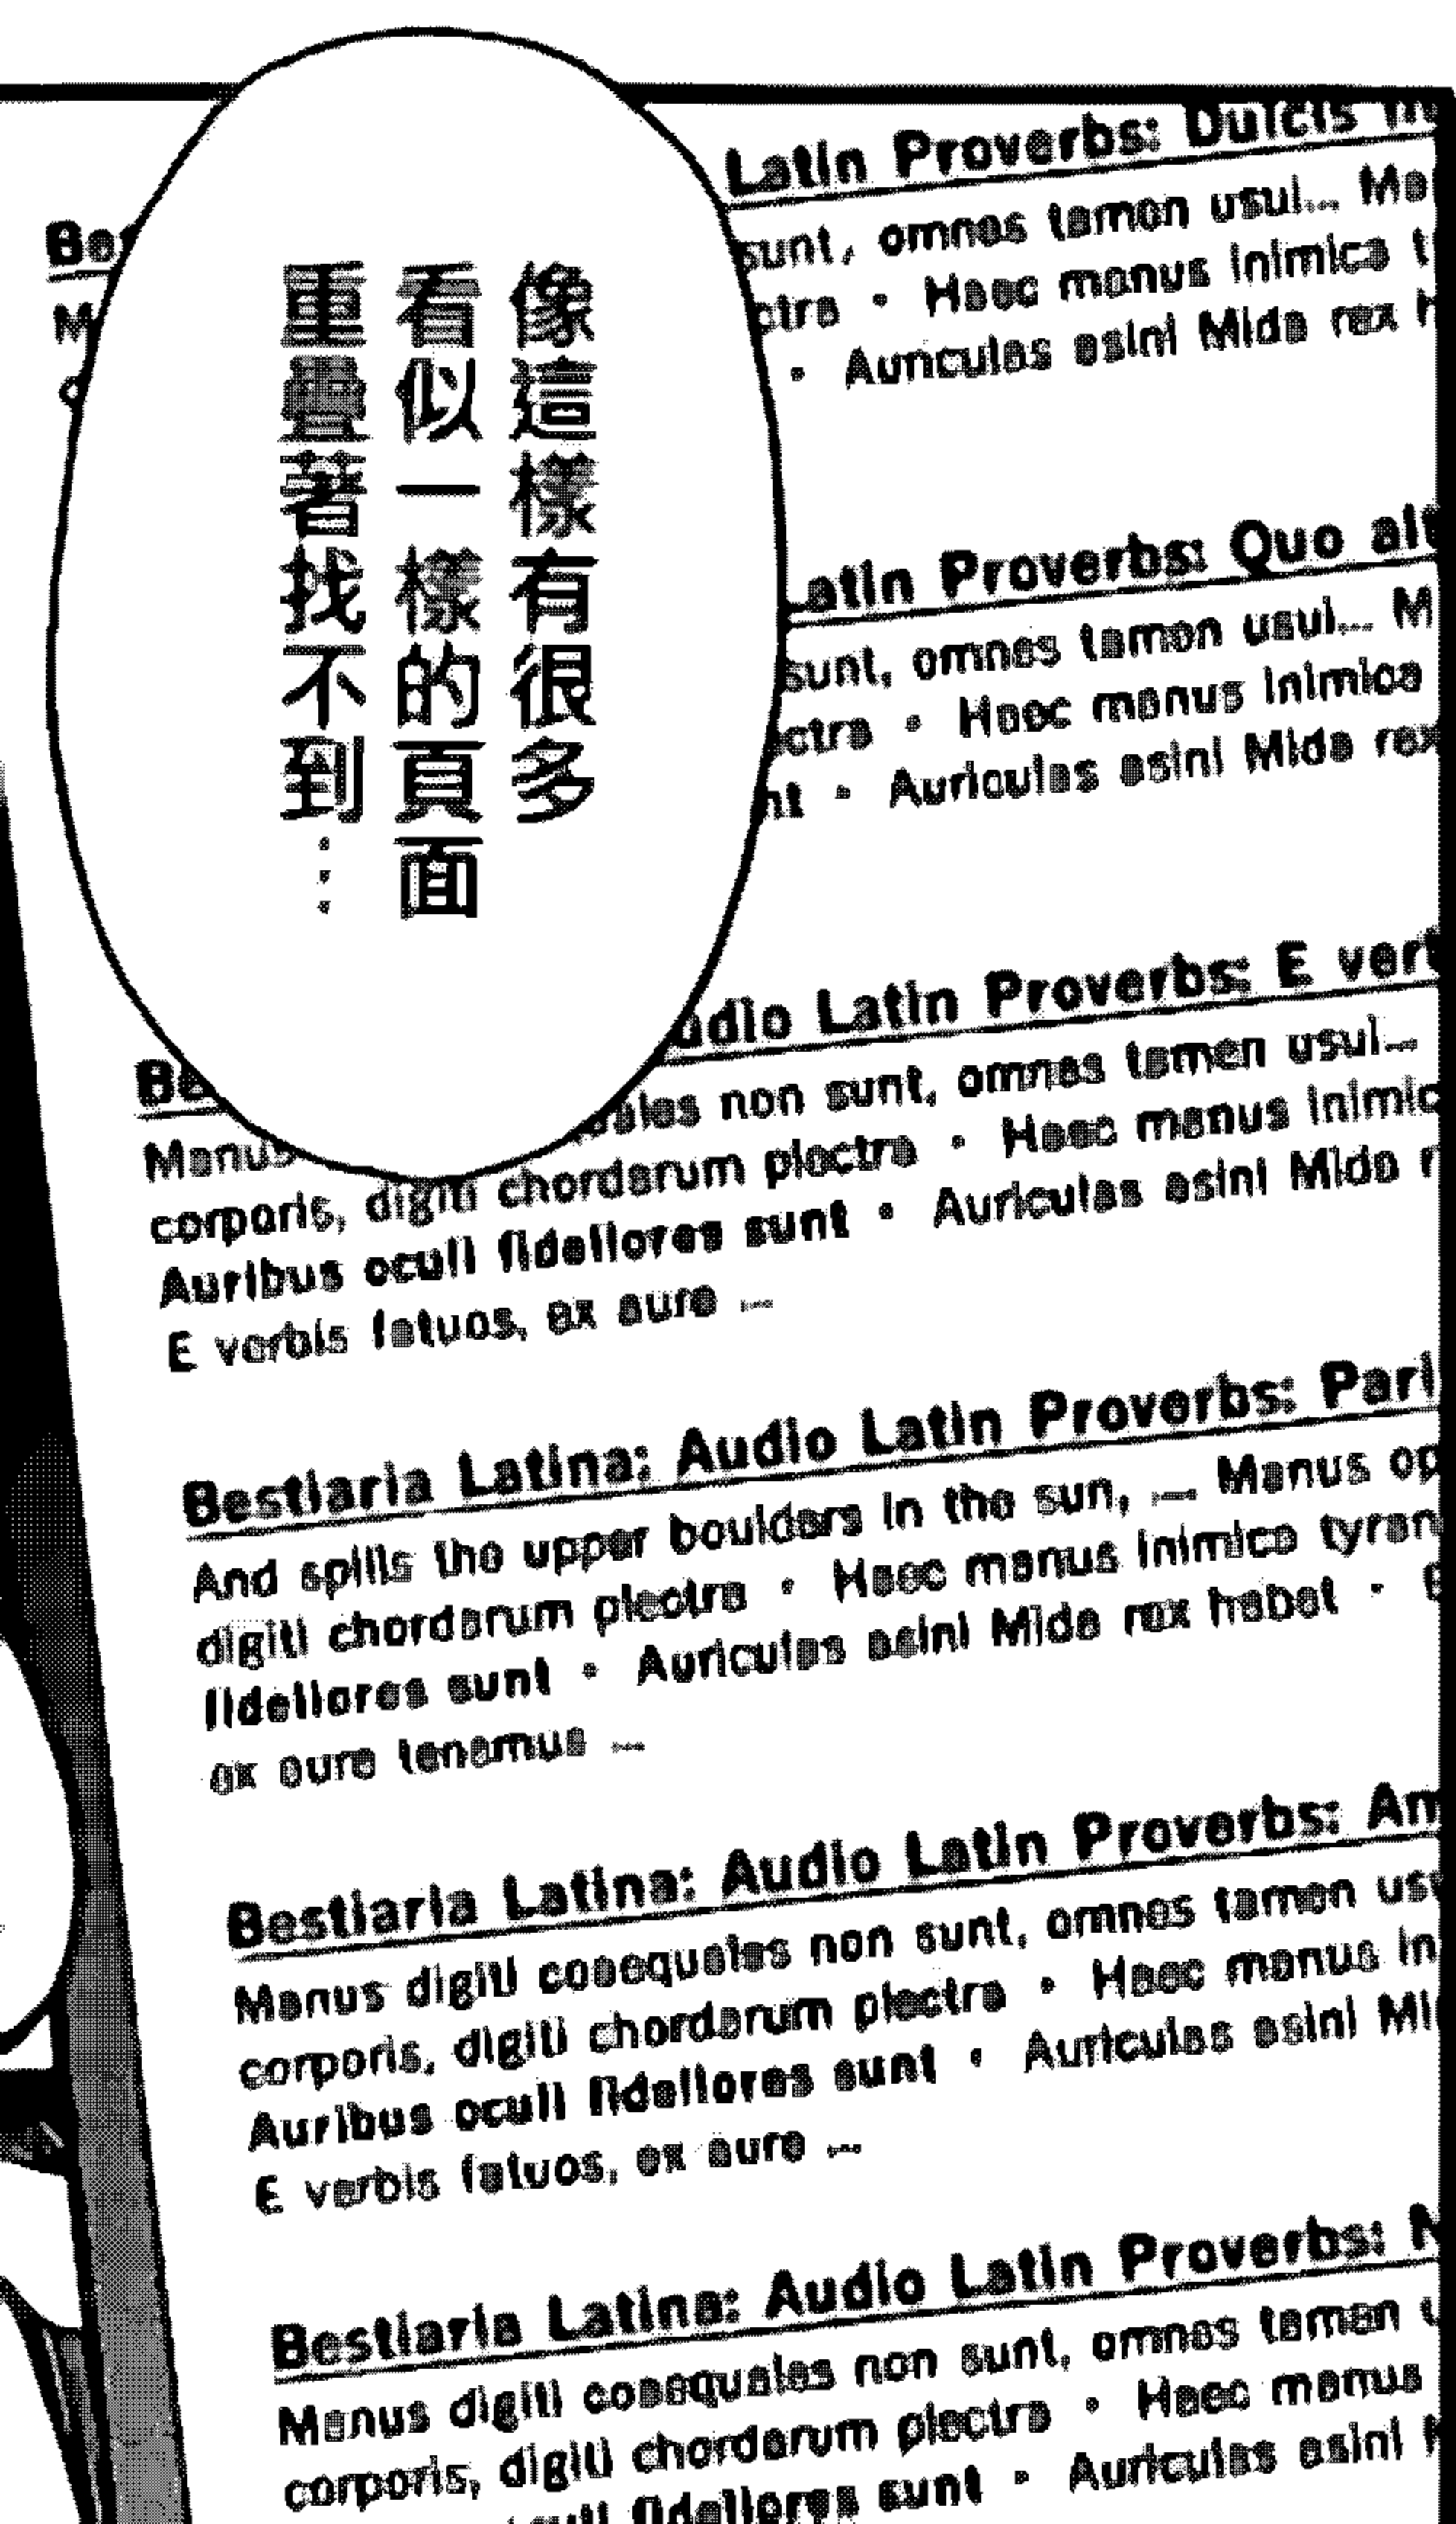 像這樣有很多
看似一樣的頁面
重疊著找不到…
Latin Proverbs: Dulcis
sunt, omnes tamen usui...
Haec manus inimica
• Auriculas asini Mida rex
Latin Proverbs: Quo
sunt, omnes tamen usui...
• Haec manus inimica
• Auriculas asini Mida rex
Audio Latin Proverbs: E
non sunt, omnes tamen usui...
Manus
corporis, digiti chordarum plectra • Haec manus
Auribus oculi fideliores sunt • Auriculas asini Mida
E verbis fatuos, ex aure ...
Bestiaria Latina: Audio Latin Proverbs: Pari
And spills the upper boulders in the sun, ... Manus
digiti chordarum plectra • Haec manus inimica
fideliores sunt • Auriculas asini Mida rex habet •
ex aure tenemus ...
Bestiaria Latina: Audio Latin Proverbs:
Manus digiti coaequales non sunt, omnes tamen
corporis, digiti chordarum plectra • Haec manus
Auribus oculi fideliores sunt • Auriculas asini
E verbis fatuos, ex aure ...
Bestiaria Latina: Audio Latin Proverbs:
Manus digiti coaequales non sunt, omnes tamen
corporis, digiti chordarum plectra • Haec manus
fideliores sunt • Auriculas asini